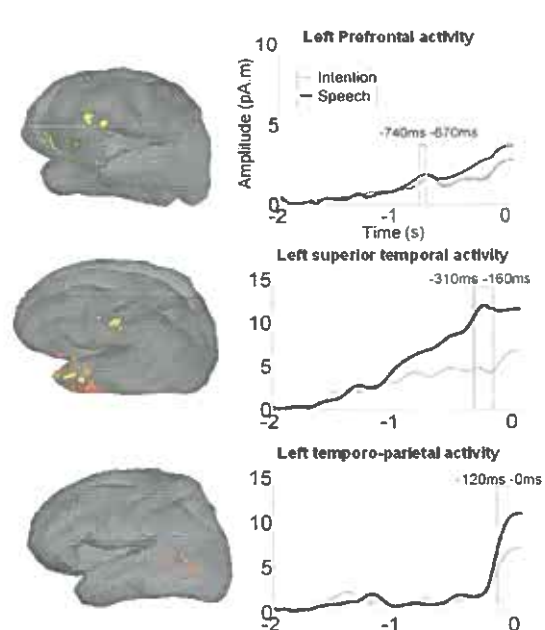 Left Prefrontal activity
10
Intention
Speech
Amplitude (pA.m)
5
-740ms -670ms
0
-2
-1
0
Time (s)
Left superior temporal activity
15
-310ms -160ms
10
5
0
-2
-1
0
Left temporo-parietal activity
15
-120ms -0ms
10
5
0
-2
-1
0